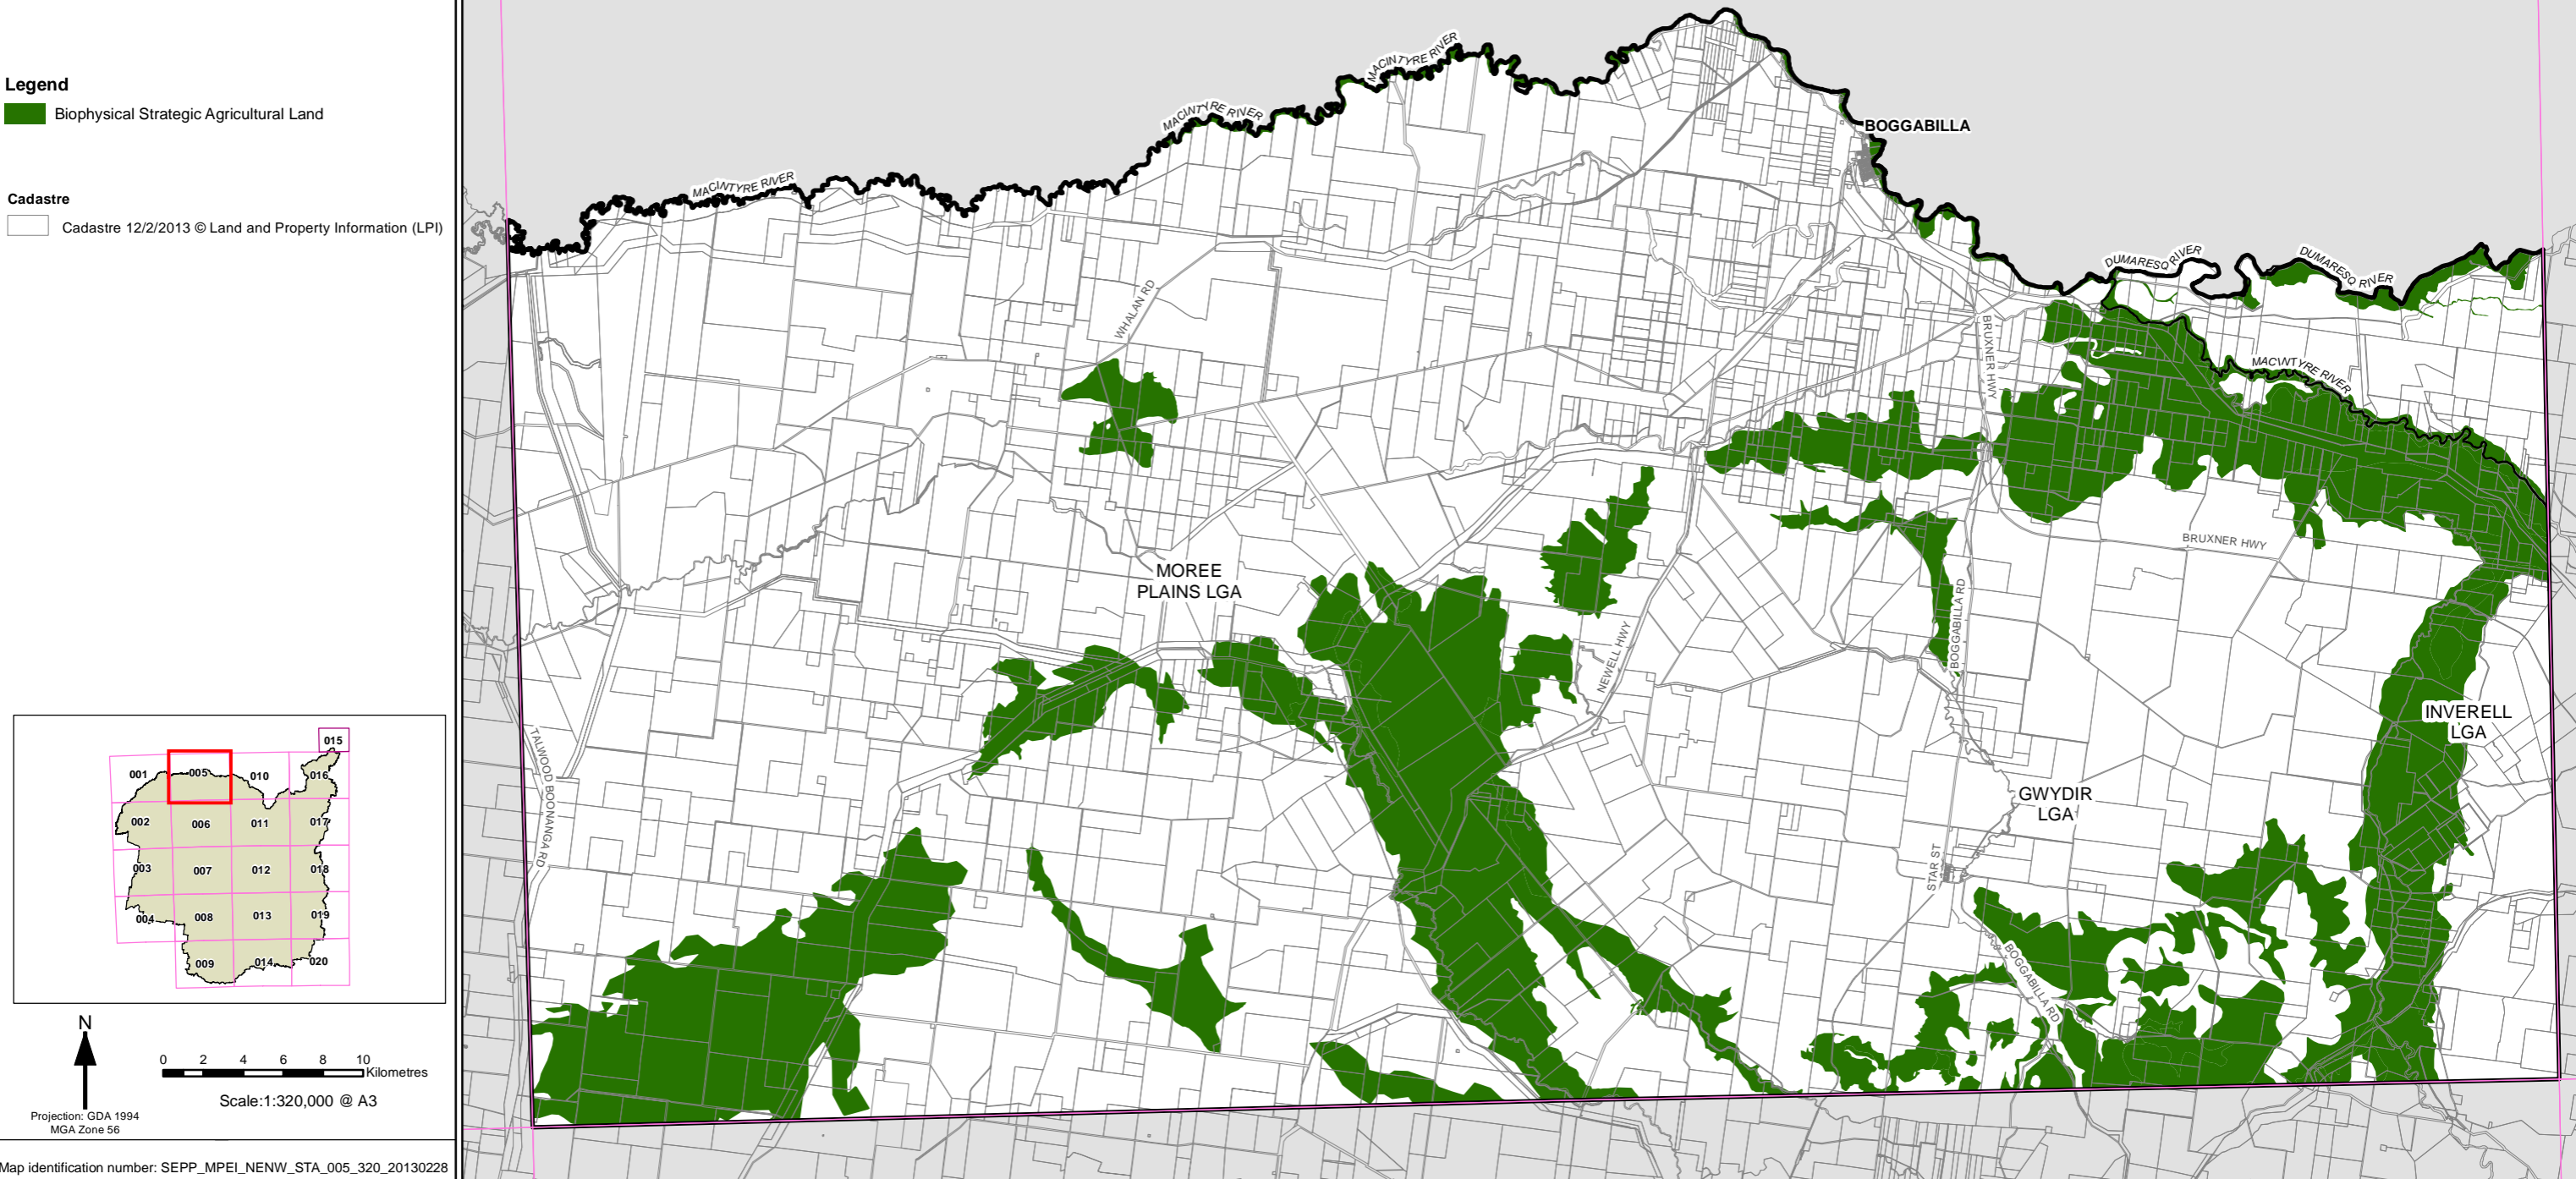 Legend
Biophysical Strategic Agricultural Land
Cadastre
Cadastre 12/2/2013 © Land and Property Information (LPI)
015
001
005
010
016
002
006
011
017
003
007
012
018
004
008
013
019
009
014
020
N
0 2 4 6 8 10
Kilometres
Scale:1:320,000 @ A3
Projection: GDA 1994
MGA Zone 56
Map identification number: SEPP_MPEI_NENW_STA_005_320_20130228
MACINTYRE RIVER
MACINTYRE RIVER
MACINTYRE RIVER
BOGGABILLA
DUMARESQ RIVER
DUMARESQ RIVER
MACINTYRE RIVER
WHALAN RD
BRUXNER HWY
BRUXNER HWY
MOREE
PLAINS LGA
NEWELL HWY
BOGGABILLA RD
INVERELL
LGA
TALWOOD BOONANGA RD
GWYDIR
LGA
STAR ST
BOGGABILLA RD